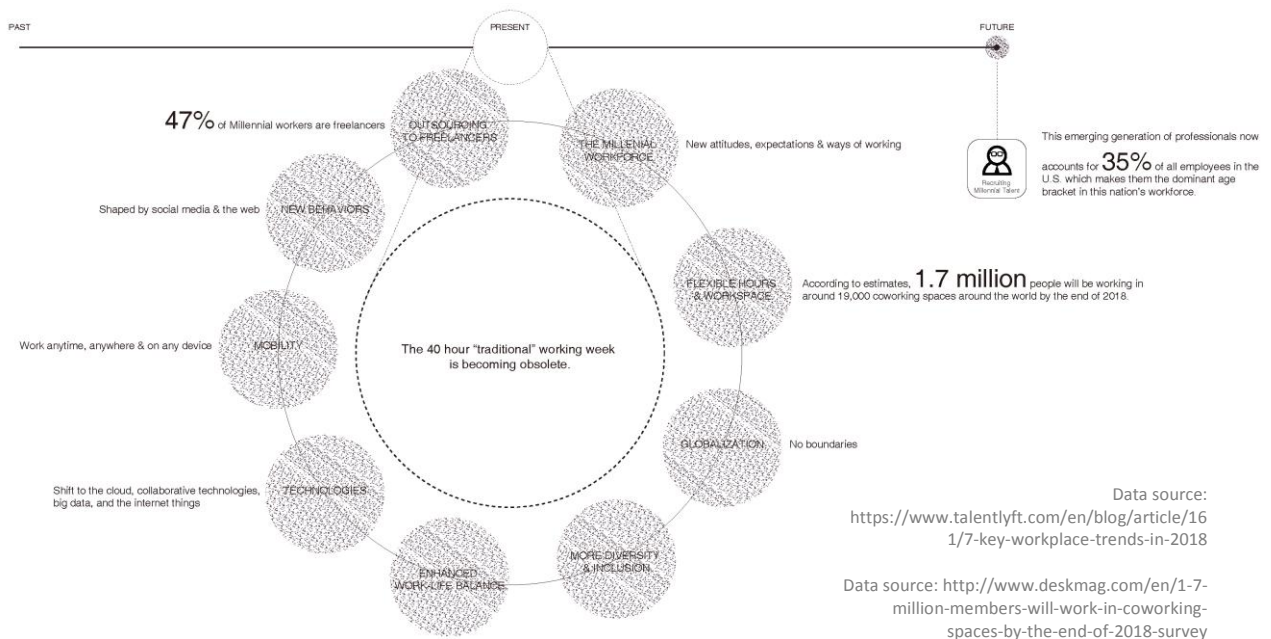 PAST
PRESENT
FUTURE
47% of Millennial workers are freelancers
OUTSOURCING
TO FREELANCERS
THE MILLENIAL
WORKFORCE
New attitudes, expectations & ways of working
Recruiting
Millennial Talent
This emerging generation of professionals now
accounts for 35% of all employees in the
U.S. which makes them the dominant age
bracket in this nation's workforce.
Shaped by social media & the web
NEW BEHAVIORS
FLEXIBLE HOURS
& WORKSPACE
According to estimates, 1.7 million people will be working in
around 19,000 coworking spaces around the world by the end of 2018.
Work anytime, anywhere & on any device
MOBILITY
The 40 hour "traditional" working week
is becoming obsolete.
GLOBALIZATION
No boundaries
Shift to the cloud, collaborative technologies,
big data, and the internet things
TECHNOLOGIES
MORE DIVERSITY
& INCLUSION
ENHANCED
WORK-LIFE BALANCE
Data source:
https://www.talentlyft.com/en/blog/article/16
1/7-key-workplace-trends-in-2018
Data source: http://www.deskmag.com/en/1-7-
million-members-will-work-in-coworking-
spaces-by-the-end-of-2018-survey